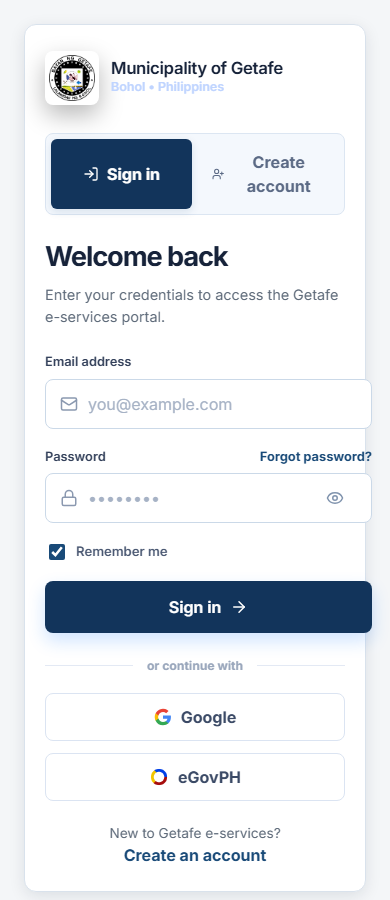 Municipality of Getafe
Bohol • Philippines
Sign in
Create
account
Welcome back
Enter your credentials to access the Getafe
e-services portal.
Email address
you@example.com
Password
Forgot password?
••••••••
Remember me
Sign in
or continue with
Google
eGovPH
New to Getafe e-services?
Create an account